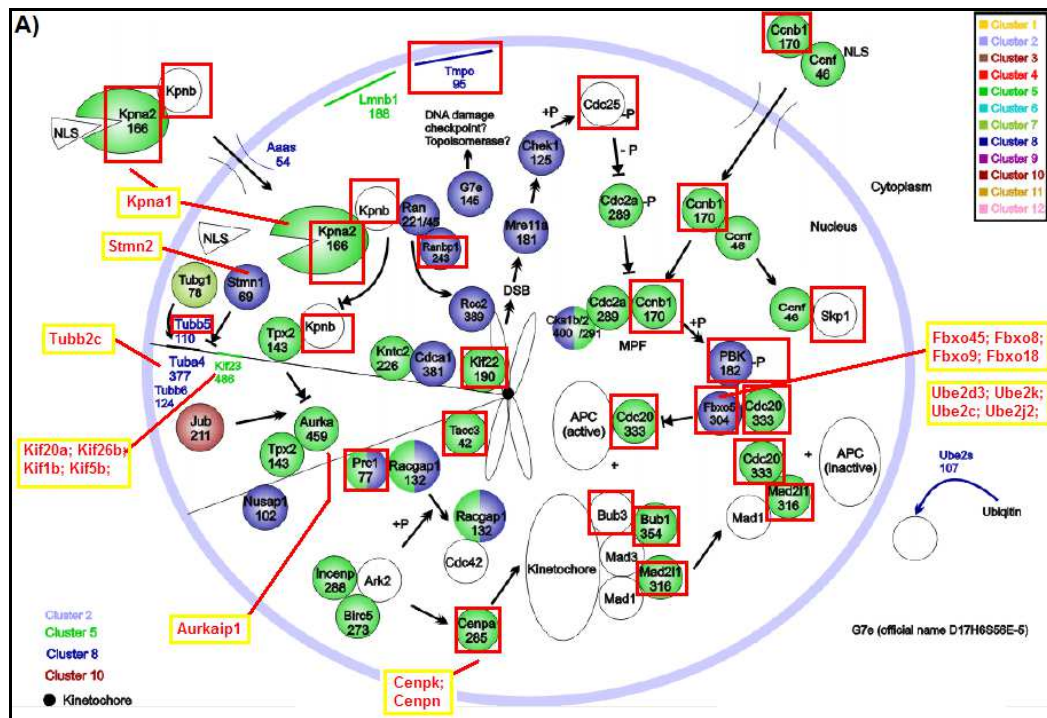 A)
Ccnb1
170
Ccnf
46
NLS
Cluster 1
Cluster 2
Cluster 3
Cluster 4
Cluster 5
Cluster 6
Cluster 7
Cluster 8
Cluster 9
Cluster 10
Cluster 11
Cluster 12
Kpnb
Kpna2
166
NLS
Tmpo
95
Lmnb1
188
DNA damage
checkpoint?
Topoisomerase?
+P
Cdc25
-P
Aaas
54
Chek1
125
- P
Cytoplasm
Kpna1
Kpnb
Ran
221/45
G7e
145
Cdc2a
289
-P
Ccnb1
170
Nucleus
NLS
Kpna2
166
Ranbp1
243
Mre11a
181
Ccnf
46
Stmn2
Tubg1
78
Stmn1
69
Rcc2
389
DSB
Cdc2a
289
Ccnb1
170
Ccnf
46
Skp1
Tubb5
110
Tpx2
143
Kpnb
Cks1b/2
400
/291
MPF
+P
Tubb2c
Tuba4
377
Kif23
486
Kntc2
226
Cdca1
381
Kif22
190
PBK
182
-P
Fbxo45; Fbxo8;
Fbxo9; Fbxo18
Tubb6
124
Fbxo5
304
Cdc20
333
Ube2d3; Ube2k;
Ube2c; Ube2j2;
Jub
211
Aurka
459
Tacc3
42
APC
(active)
Cdc20
333
Kif20a; Kif26b;
Kif1b; Kif5b;
Tpx2
143
Prc1
77
Racgap1
132
+
Cdc20
333
+
APC
(inactive)
Ube2s
107
Nusap1
102
Mad2l1
316
Ubiqitin
+P
Racgap1
132
Bub3
Bub1
354
Mad1
Cdc42
Kinetochore
Mad3
Mad2l1
316
Incenp
288
Ark2
Mad1
Birc5
273
Cenpa
285
Cluster 2
Cluster 5
Cluster 8
Cluster 10
Kinetochore
Aurkaip1
Cenpk;
Cenpn
G7e (official name D17H6S56E-5)